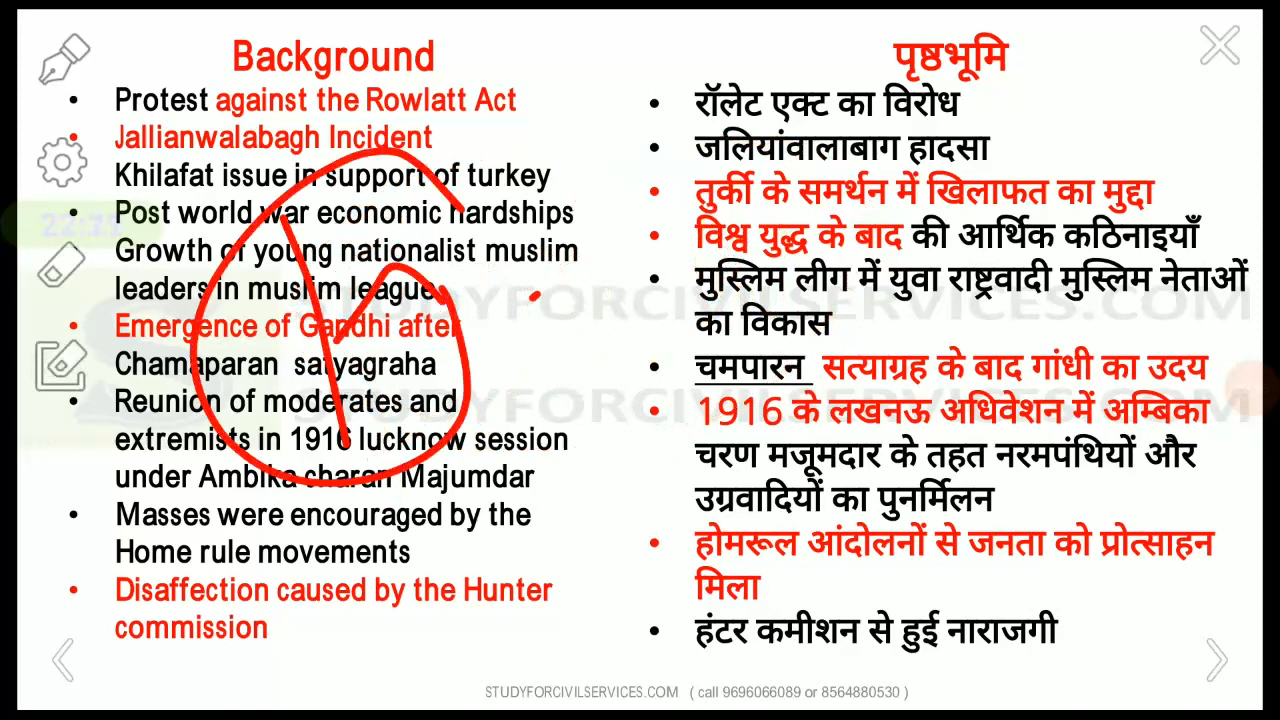 Background
Protest against the Rowlatt Act
Jallianwalabagh Incident
Khilafat issue in support of turkey
Post world war economic hardships
Growth of young nationalist muslim
leaders in muslim league
Emergence of Gandhi after
Chamaparan satyagraha
Reunion of moderates and
extremists in 1916 lucknow session
under Ambika charan Majumdar
Masses were encouraged by the
Home rule movements
Disaffection caused by the Hunter
commission
पृष्ठभूमि
रॉलेट एक्ट का विरोध
जलियांवालाबाग हादसा
तुर्की के समर्थन में खिलाफत का मुद्दा
विश्व युद्ध के बाद की आर्थिक कठिनाइयाँ
मुस्लिम लीग में युवा राष्ट्रवादी मुस्लिम नेताओं
का विकास
चमपारन सत्याग्रह के बाद गांधी का उदय
1916 के लखनऊ अधिवेशन में अम्बिका
चरण मजूमदार के तहत नरमपंथियों और
उग्रवादियों का पुनर्मिलन
होमरूल आंदोलनों से जनता को प्रोत्साहन
मिला
हंटर कमीशन से हुई नाराजगी
STUDYFORCIVILSERVICES.COM
STUDYFORCIVILSERVICES.COM
STUDYFORCIVILSERVICES.COM ( call 9696066089 or 8564880530 )